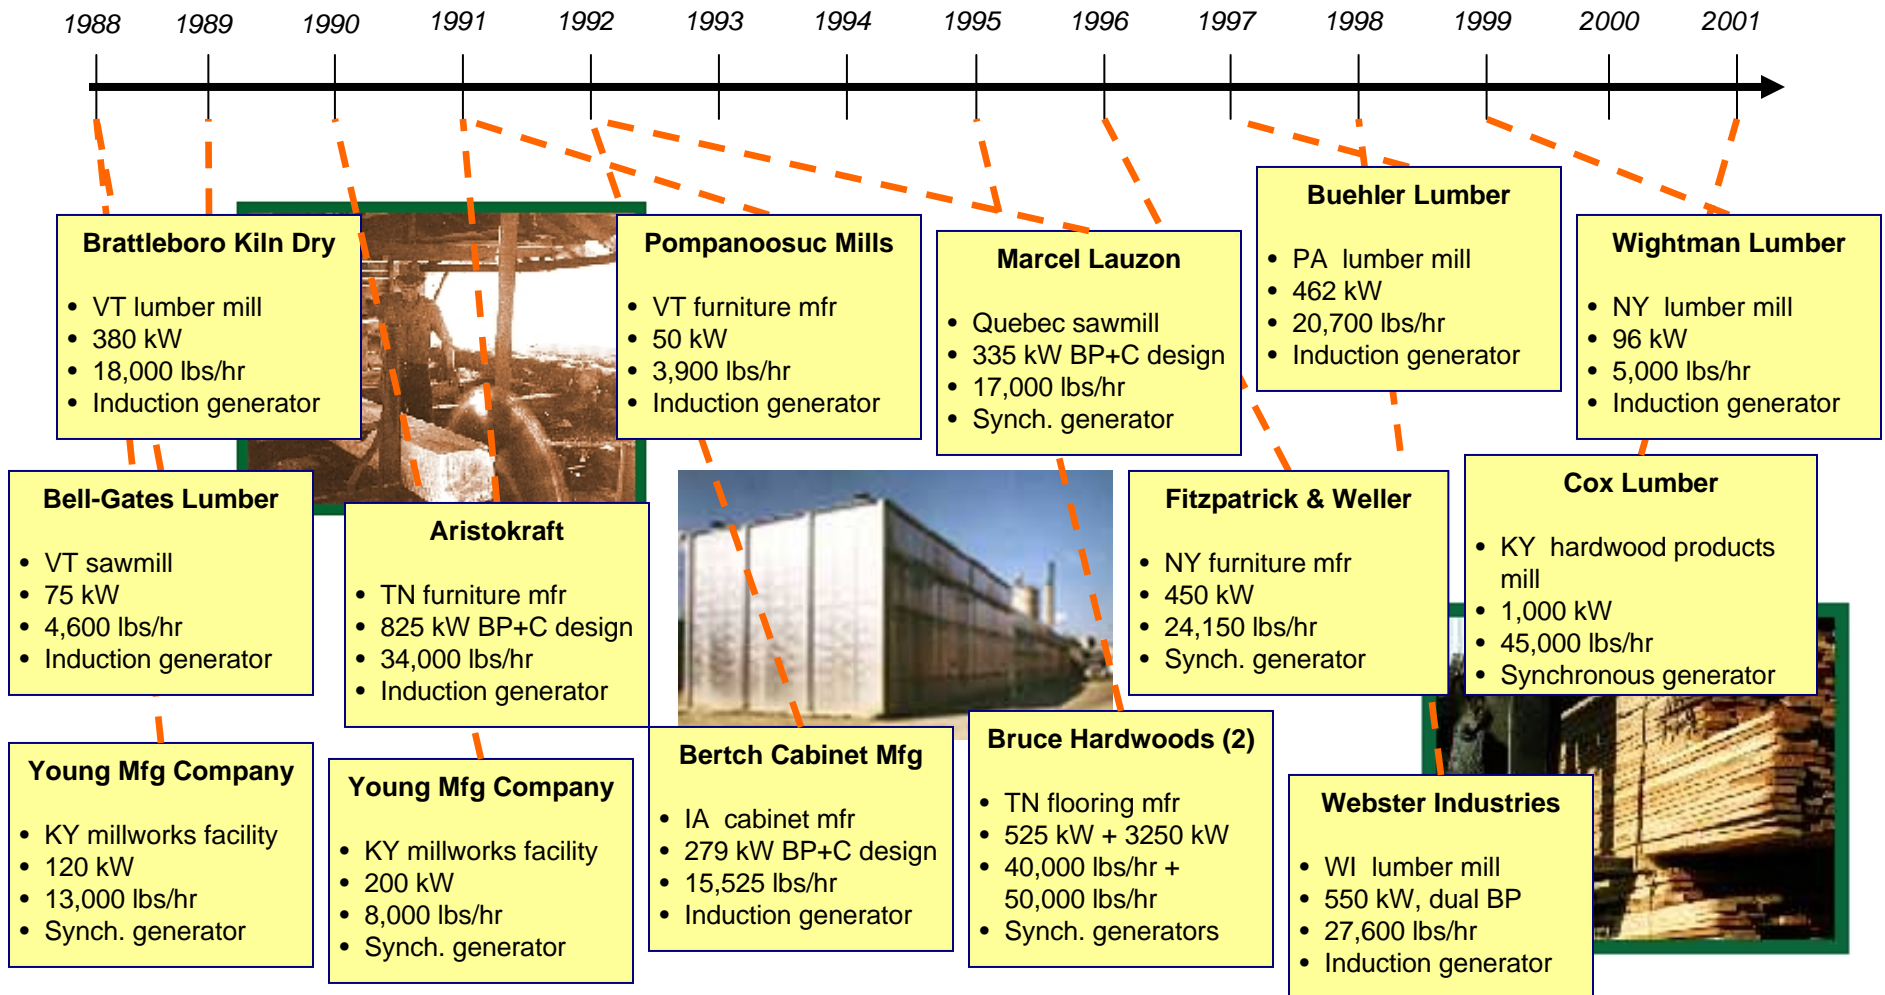 1988 1989 1990 1991 1992 1993 1994 1995 1996 1997 1998 1999 2000 2001
Brattleboro Kiln Dry
• VT lumber mill
• 380 kW
• 18,000 lbs/hr
• Induction generator
Pompanoosuc Mills
• VT furniture mfr
• 50 kW
• 3,900 lbs/hr
• Induction generator
Marcel Lauzon
• Quebec sawmill
• 335 kW BP+C design
• 17,000 lbs/hr
• Synch. generator
Buehler Lumber
• PA lumber mill
• 462 kW
• 20,700 lbs/hr
• Induction generator
Wightman Lumber
• NY lumber mill
• 96 kW
• 5,000 lbs/hr
• Induction generator
Bell-Gates Lumber
• VT sawmill
• 75 kW
• 4,600 lbs/hr
• Induction generator
Aristokraft
• TN furniture mfr
• 825 kW BP+C design
• 34,000 lbs/hr
• Induction generator
Fitzpatrick & Weller
• NY furniture mfr
• 450 kW
• 24,150 lbs/hr
• Synch. generator
Cox Lumber
• KY hardwood products
mill
• 1,000 kW
• 45,000 lbs/hr
• Synchronous generator
Young Mfg Company
• KY millworks facility
• 120 kW
• 13,000 lbs/hr
• Synch. generator
Young Mfg Company
• KY millworks facility
• 200 kW
• 8,000 lbs/hr
• Synch. generator
Bertch Cabinet Mfg
• IA cabinet mfr
• 279 kW BP+C design
• 15,525 lbs/hr
• Induction generator
Bruce Hardwoods (2)
• TN flooring mfr
• 525 kW + 3250 kW
• 40,000 lbs/hr +
50,000 lbs/hr
• Synch. generators
Webster Industries
• WI lumber mill
• 550 kW, dual BP
• 27,600 lbs/hr
• Induction generator